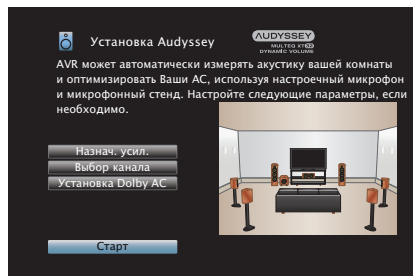 Установка Audyssey
AUDYSSEY
MULTEQ XT32
DYNAMIC VOLUME
AVR может автоматически измерять акустику вашей комнаты
и оптимизировать Ваши АС, используя настроечный микрофон
и микрофонный стенд. Настройте следующие параметры, если
необходимо.
Назнач. усил.
Выбор канала
Установка Dolby АС
Старт